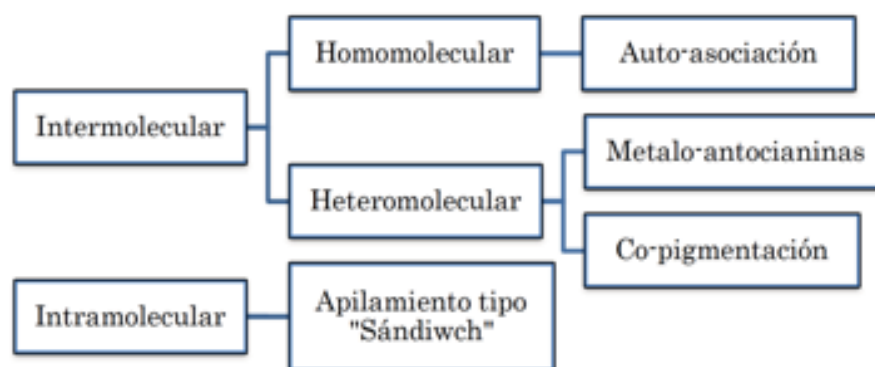 Intermolecular
Homomolecular
Auto-asociación
Heteromolecular
Metalo-antocianinas
Co-pigmentación
Intramolecular
Apilamiento tipo
"Sándiwch"